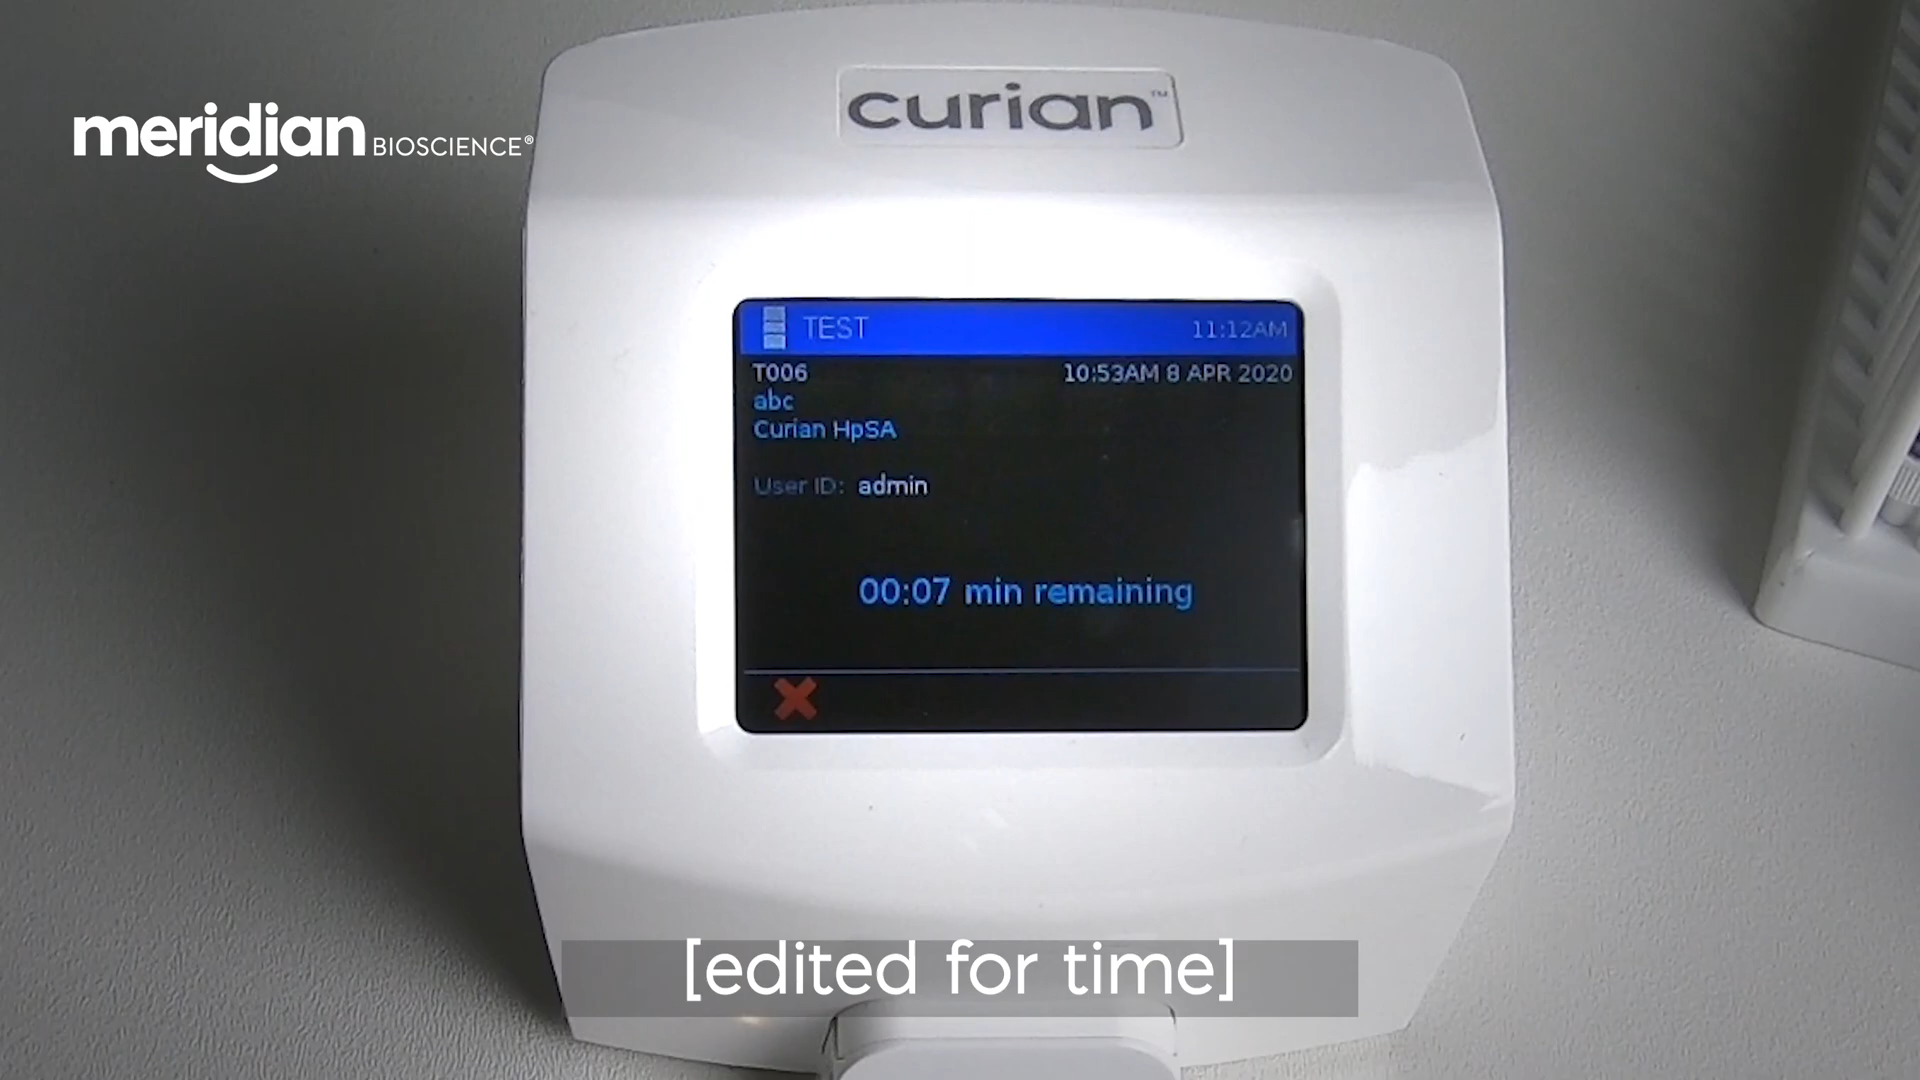 meridian BIOSCIENCE®
curian™
TEST 11:12AM
T006 10:53AM 8 APR 2020
abc
Curian HpSA
User ID: admin
00:07 min remaining
[edited for time]